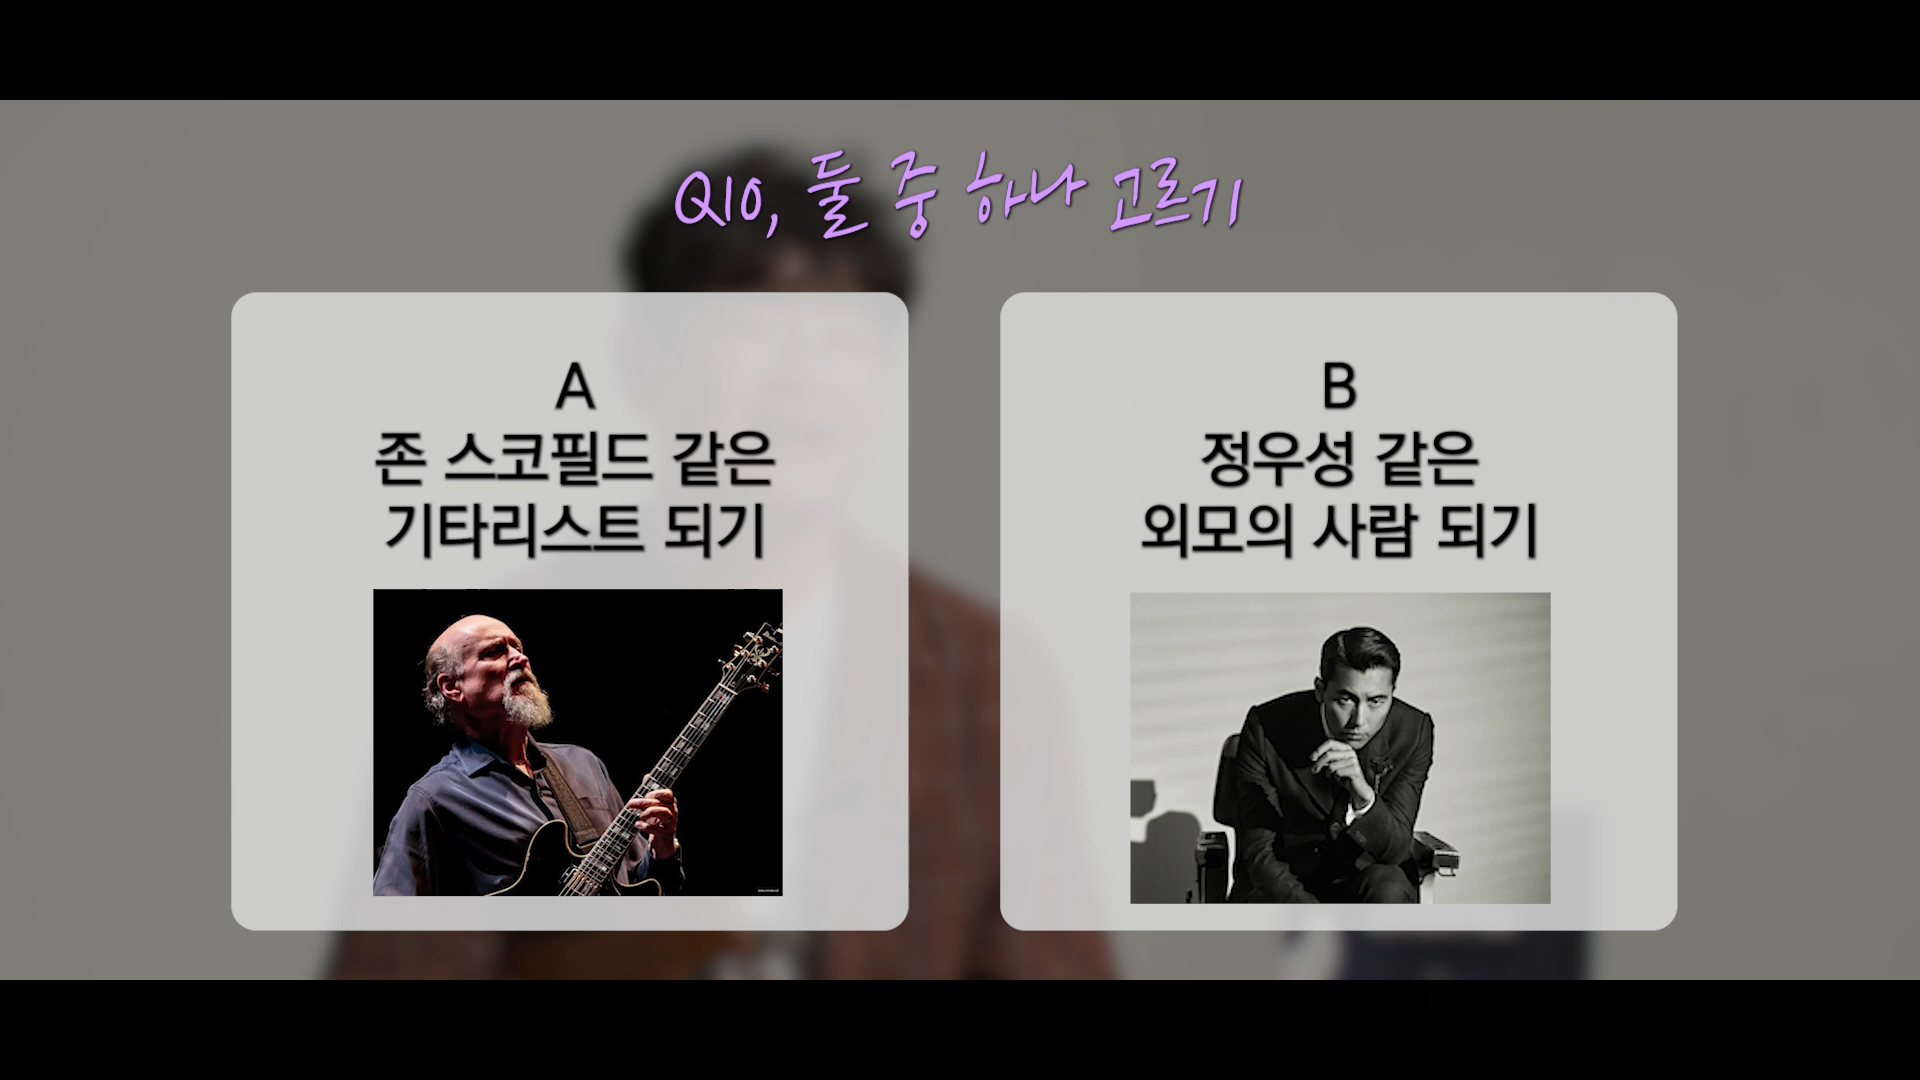 Q10, 둘 중 하나 고르기
A
존 스코필드 같은
기타리스트 되기
B
정우성 같은
외모의 사람 되기